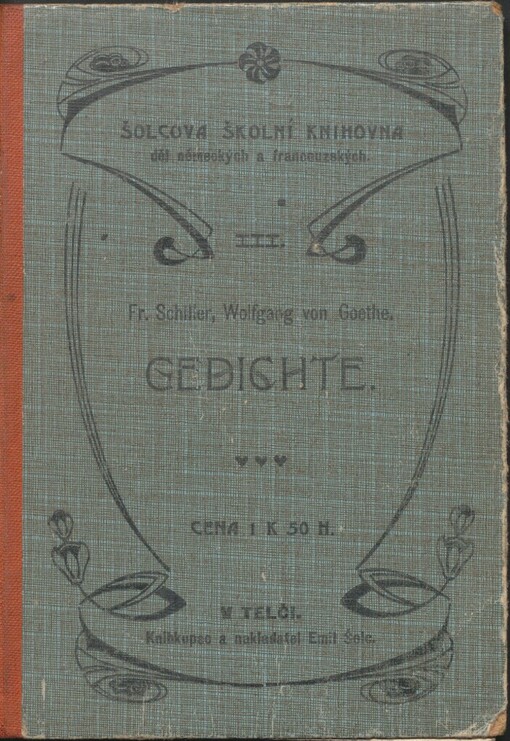 ŠOLCOVA ŠKOLNÍ KNIHOVNA
děl německých a francouzských.
III.
Fr. Schiller, Wolfgang von Goethe.
GEDICHTE.
CENA 1 K 50 H.
V TELČI.
Knihkupec a nakladatel Emil Šolc.